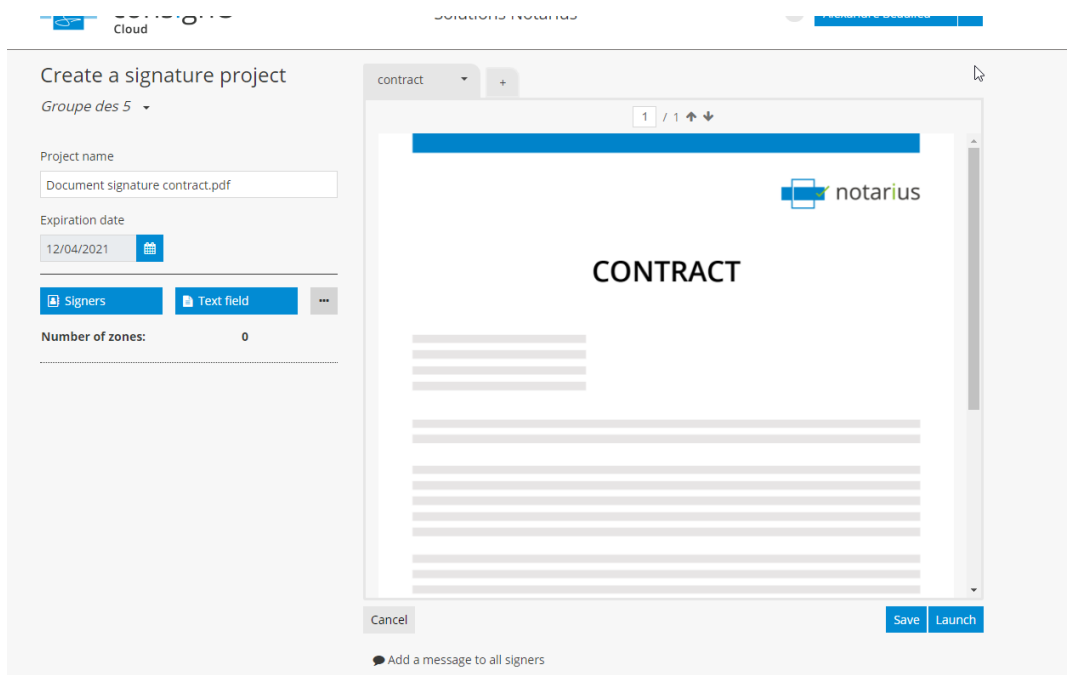 Cloud
Solutions Notarius
Alexandre Beaulieu
Create a signature project
Groupe des 5
Project name
Document signature contract.pdf
Expiration date
12/04/2021
Signers
Text field
Number of zones: 0
contract
+
1 / 1
notarius
CONTRACT
Cancel
Save
Launch
Add a message to all signers